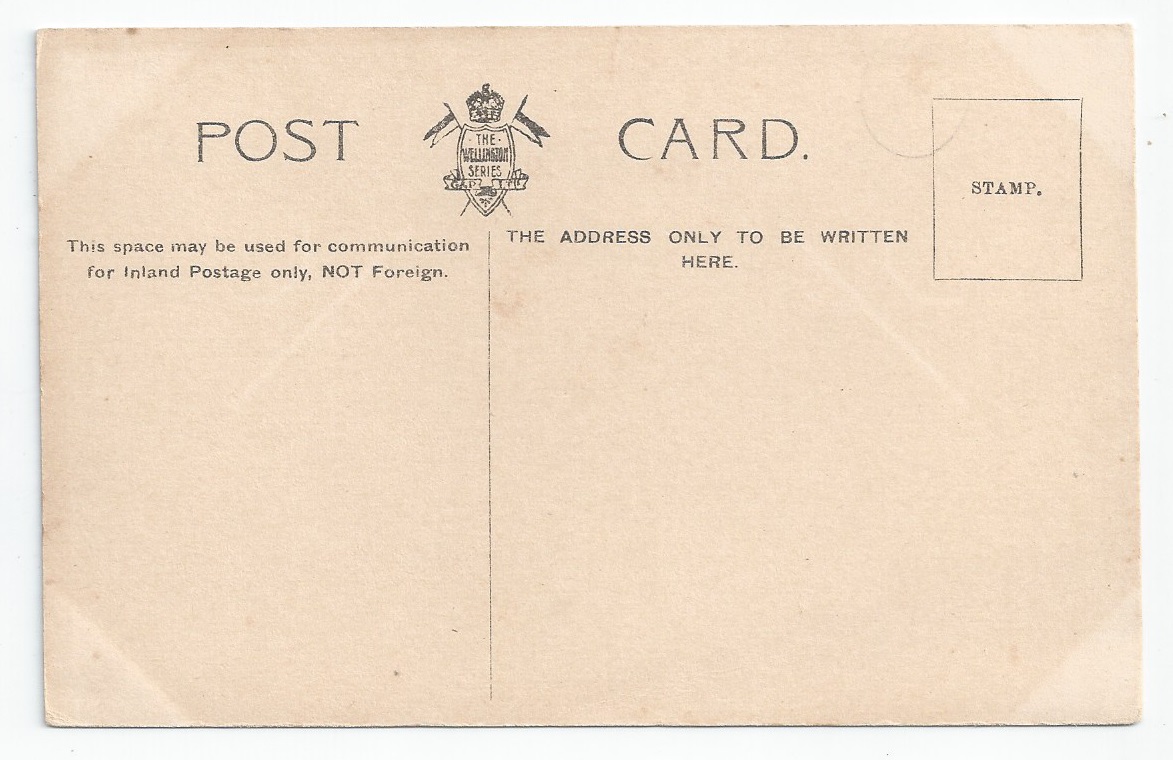 POST CARD.
· THE ·
WELLINGTON
SERIES
G&P LTD
STAMP.
This space may be used for communication
for Inland Postage only, NOT Foreign.
THE ADDRESS ONLY TO BE WRITTEN
HERE.